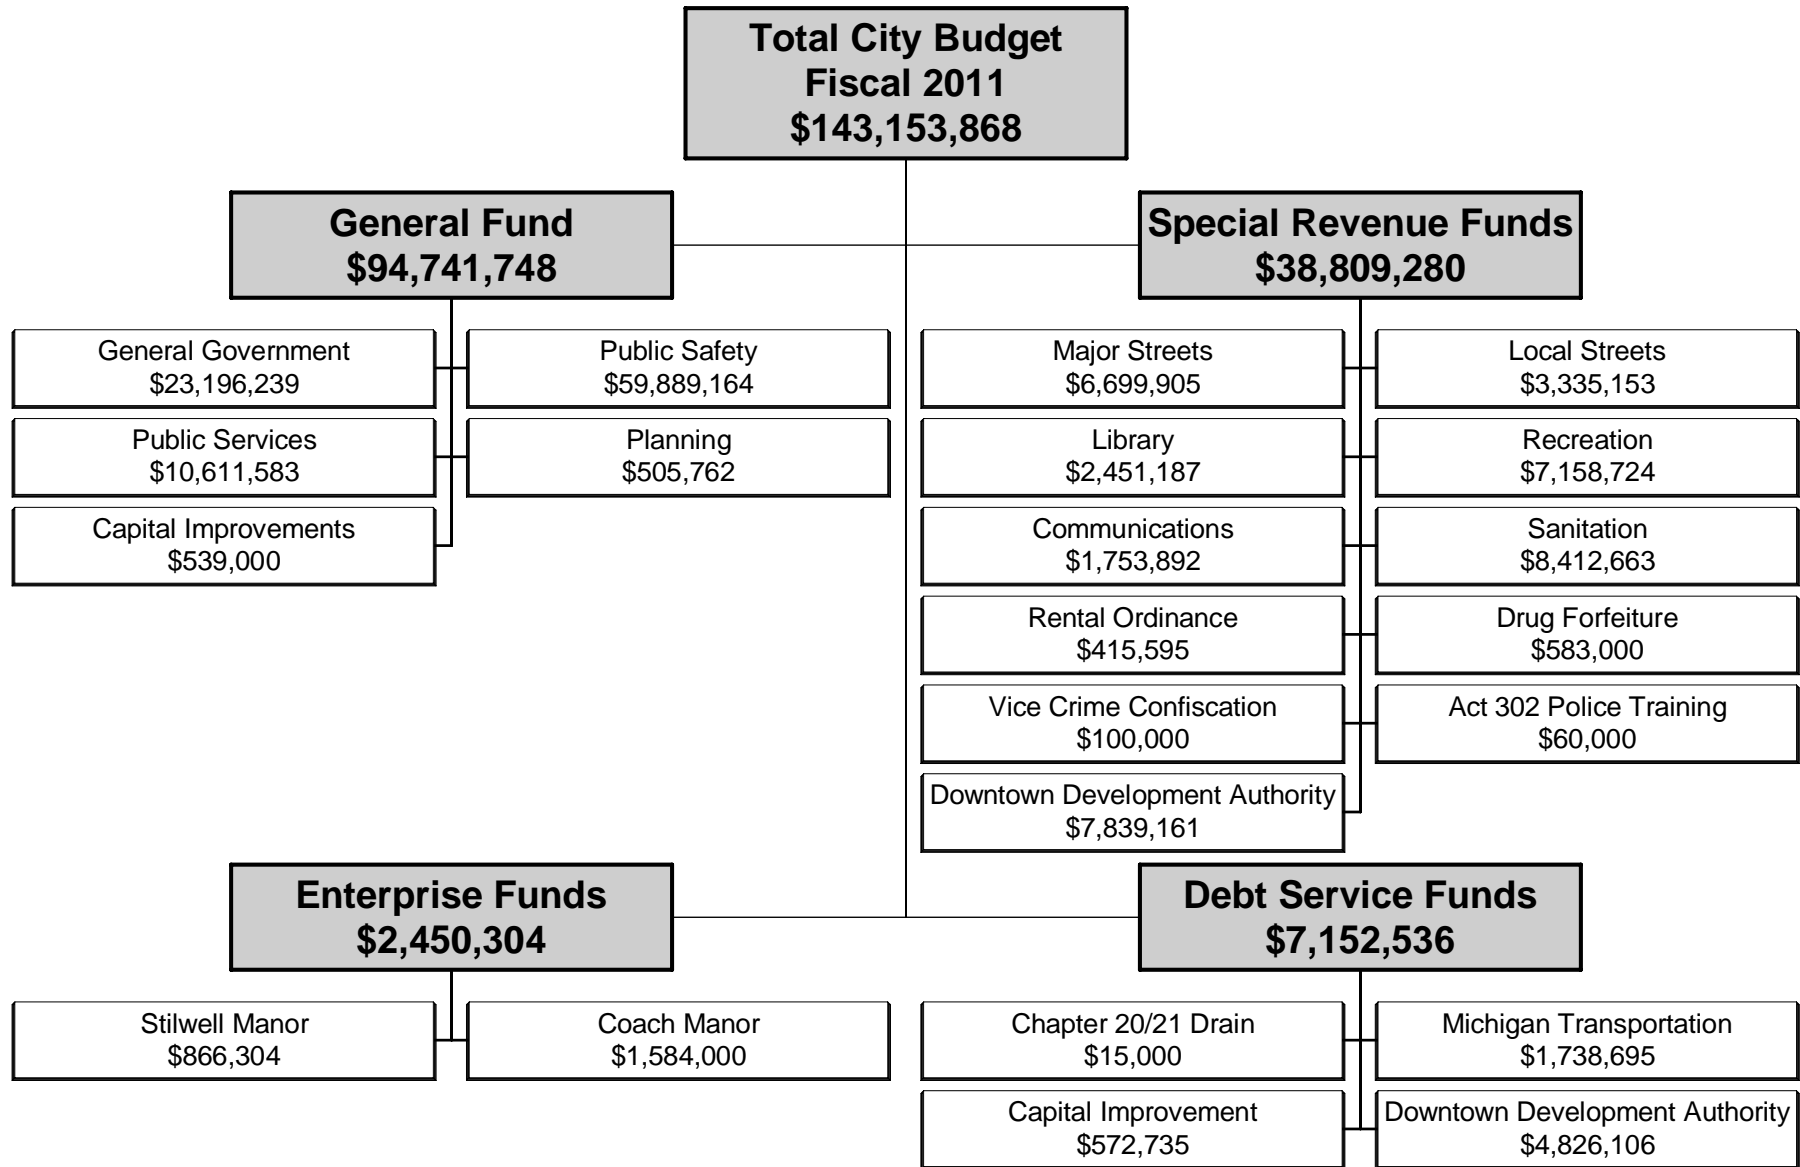 Total City Budget
Fiscal 2011
$143,153,868
General Fund
$94,741,748
General Government
$23,196,239
Public Safety
$59,889,164
Public Services
$10,611,583
Planning
$505,762
Capital Improvements
$539,000
Special Revenue Funds
$38,809,280
Major Streets
$6,699,905
Local Streets
$3,335,153
Library
$2,451,187
Recreation
$7,158,724
Communications
$1,753,892
Sanitation
$8,412,663
Rental Ordinance
$415,595
Drug Forfeiture
$583,000
Vice Crime Confiscation
$100,000
Act 302 Police Training
$60,000
Downtown Development Authority
$7,839,161
Enterprise Funds
$2,450,304
Stilwell Manor
$866,304
Coach Manor
$1,584,000
Debt Service Funds
$7,152,536
Chapter 20/21 Drain
$15,000
Michigan Transportation
$1,738,695
Capital Improvement
$572,735
Downtown Development Authority
$4,826,106